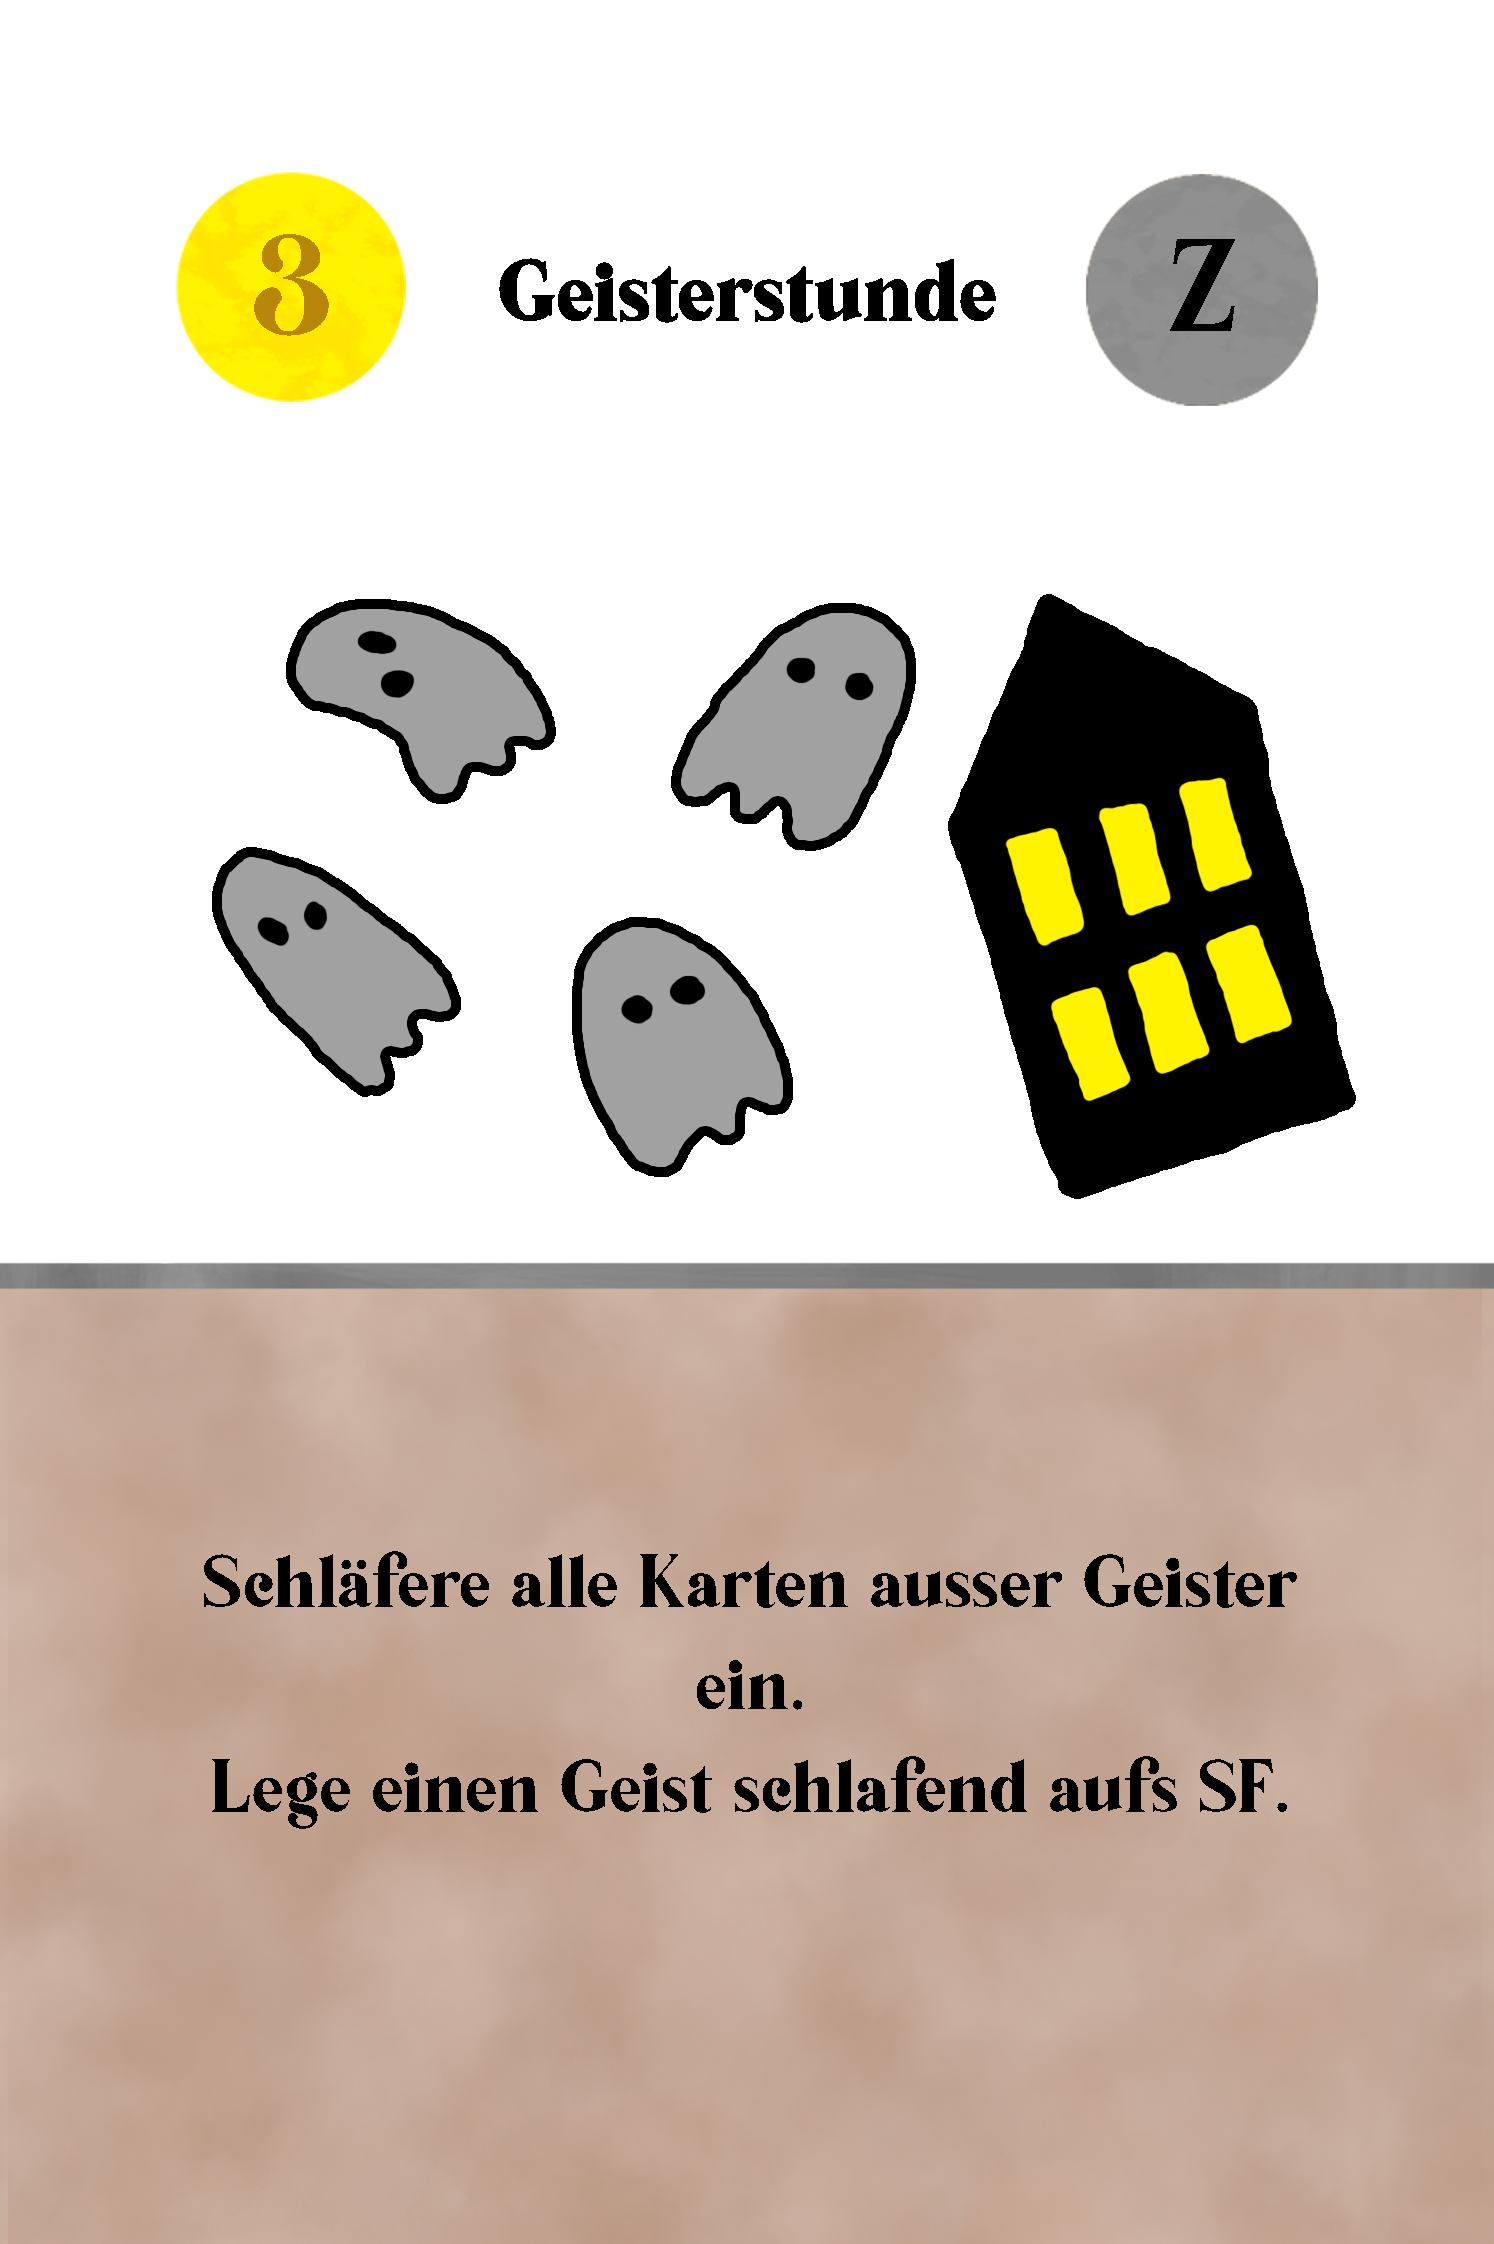 3
Geisterstunde
Z
Schläfere alle Karten ausser Geister
ein.
Lege einen Geist schlafend aufs SF.